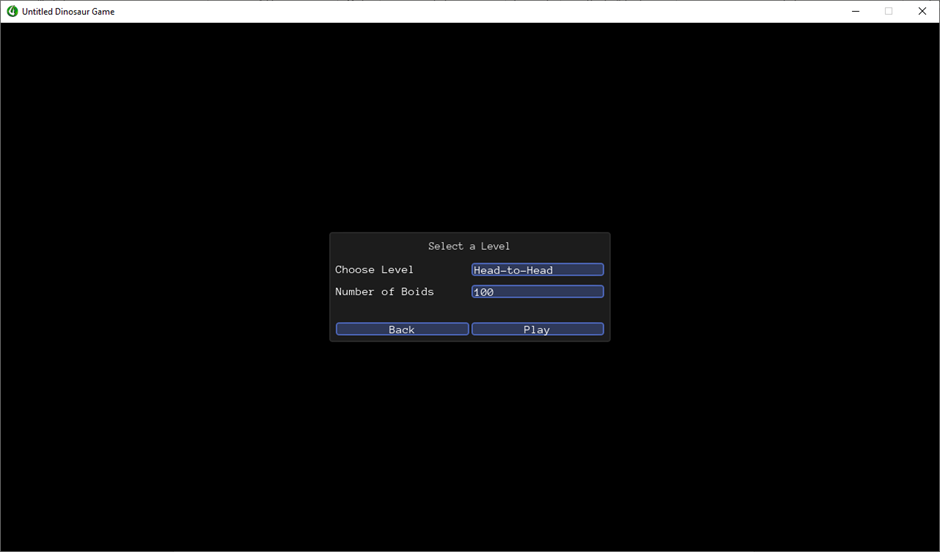 Untitled Dinosaur Game
Select a Level
Choose Level Head-to-Head
Number of Boids 100
Back Play